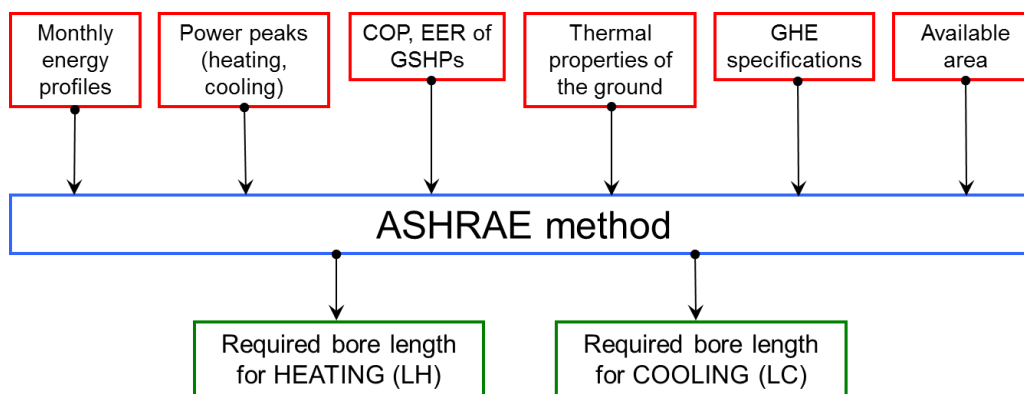 Monthly
energy
profiles
Power peaks
(heating,
cooling)
COP, EER of
GSHPs
Thermal
properties of
the ground
GHE
specifications
Available
area
ASHRAE method
Required bore length
for HEATING (LH)
Required bore length
for COOLING (LC)